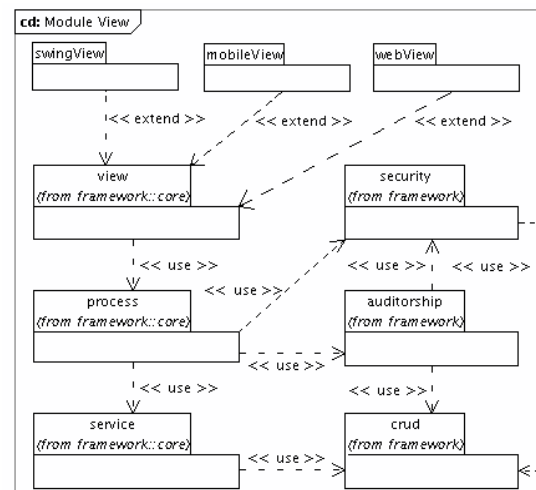 cd: Module View
swingView
mobileView
webView
<< extend >>
<< extend >>
<< extend >>
view
(from framework::core)
security
(from framework)
<< use >>
<< use >>
<< use >>
<< use >>
process
(from framework::core)
auditorship
(from framework)
<< use >>
<< use >>
<< use >>
service
(from framework::core)
crud
(from framework)
<< use >>